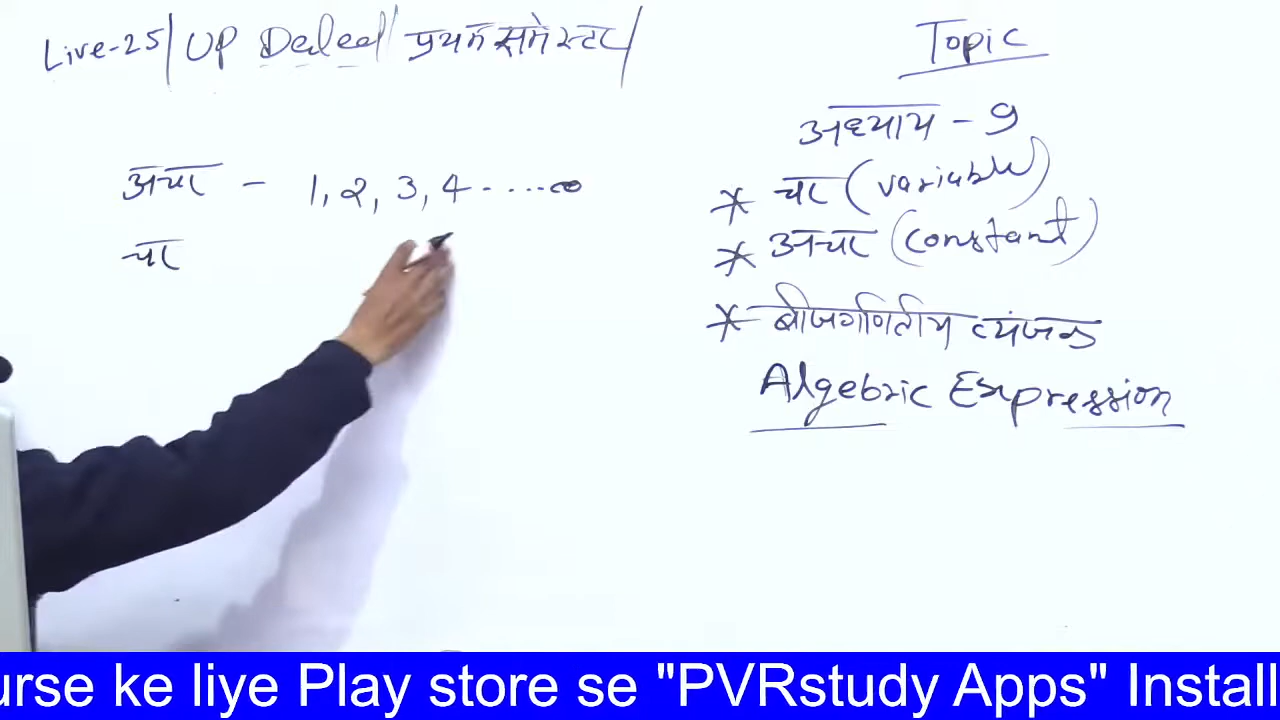 Live-25/ UP Deled/ प्रथम सेमेस्टर/
अचर - 1, 2, 3, 4 - . . . . ∞
चर
Topic
अध्याय - 9
* चर (variable)
* अचर (constant)
* बीजगणितीय व्यंजक
Algebric Expression
urse ke liye Play store se "PVRstudy Apps" Install